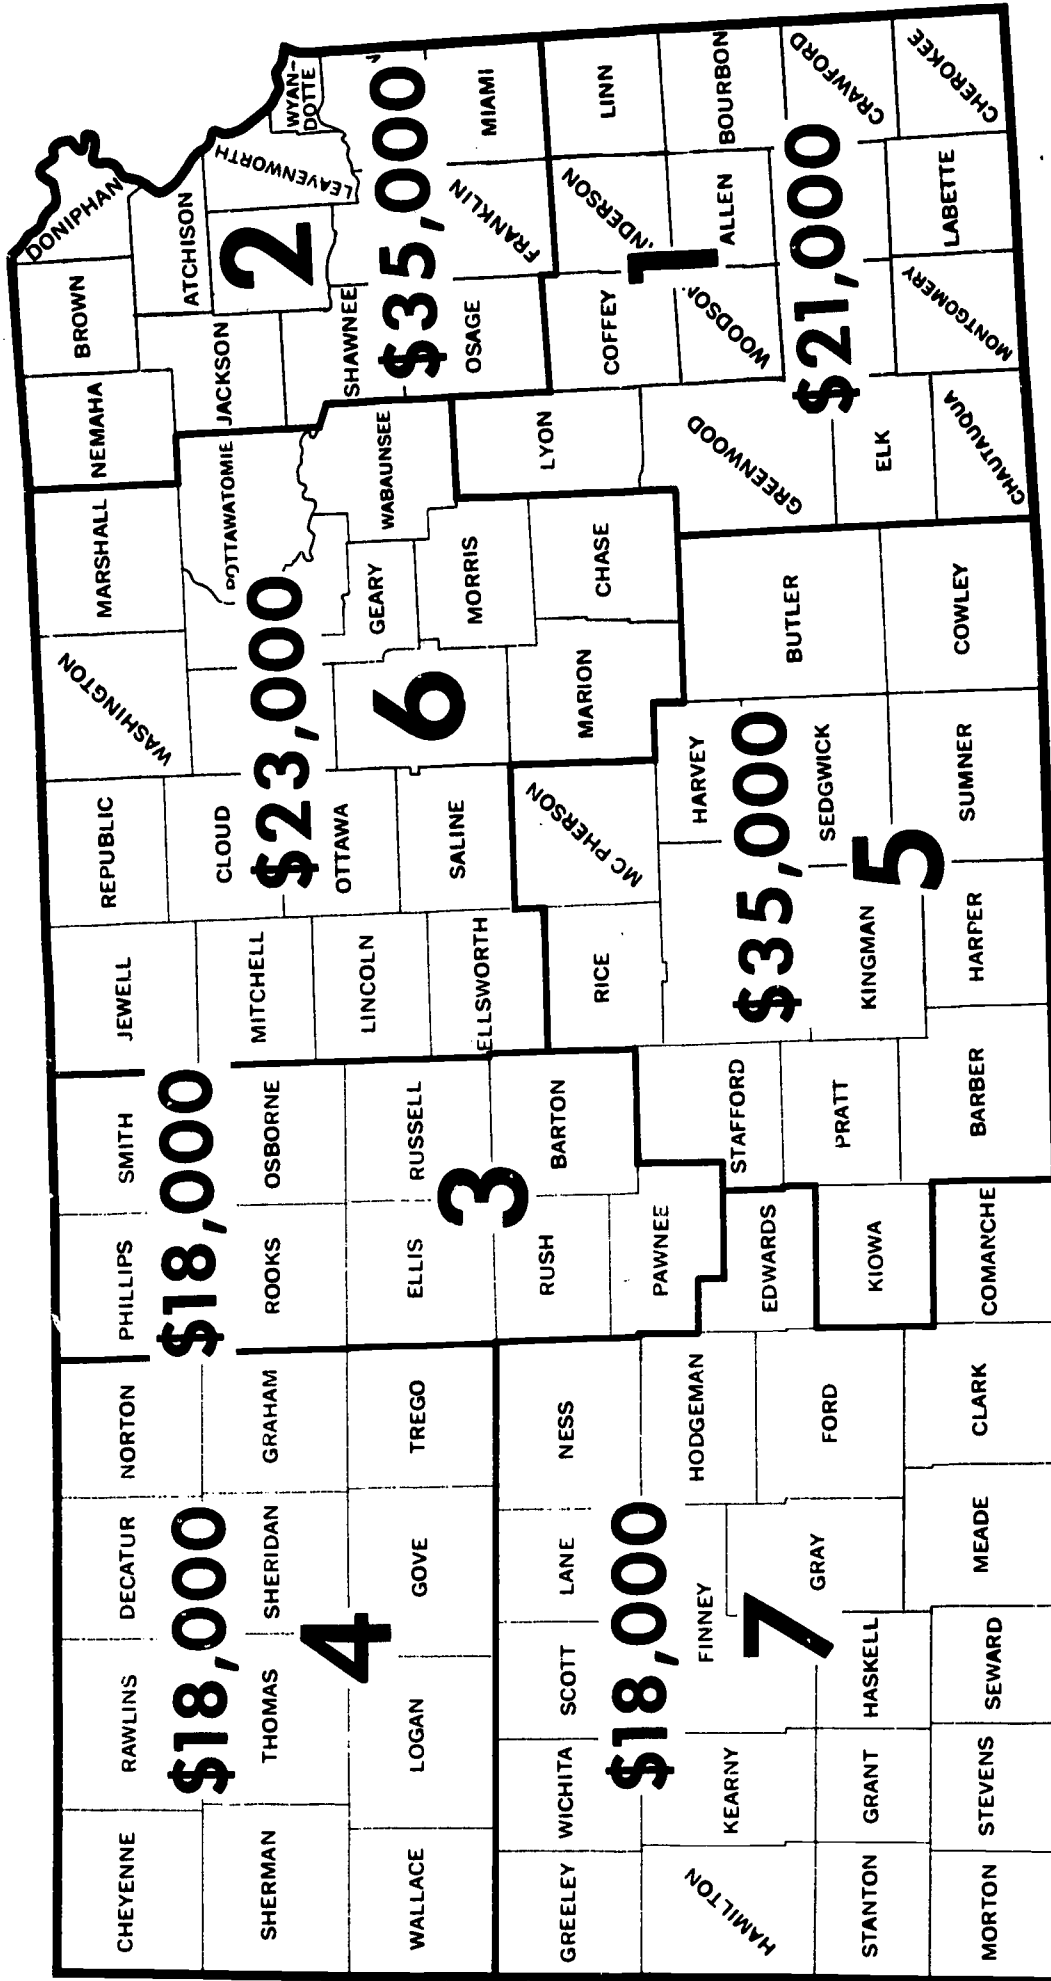 CHEYENNE
RAWLINS
DECATUR
NORTON
PHILLIPS
SMITH
JEWELL
REPUBLIC
WASHINGTON
MARSHALL
NEMAHA
BROWN
DONIPHAN
$18,000
$18,000
SHERMAN
THOMAS
SHERIDAN
GRAHAM
ROOKS
OSBORNE
MITCHELL
CLOUD
$23,000
POTTAWATOMIE
JACKSON
ATCHISON
2
LEAVENWORTH
WYAN-
DOTTE
4
LINCOLN
OTTAWA
SHAWNEE
WALLACE
LOGAN
GOVE
TREGO
ELLIS
RUSSELL
3
ELLSWORTH
SALINE
6
GEARY
WABAUNSEE
$35,000
OSAGE
FRANKLIN
MIAMI
MORRIS
GREELEY
WICHITA
SCOTT
LANE
NESS
RUSH
BARTON
RICE
MC PHERSON
MARION
CHASE
LYON
COFFEY
ANDERSON
LINN
$18,000
HAMILTON
KEARNY
FINNEY
HODGEMAN
PAWNEE
STAFFORD
HARVEY
1
WOODSON
ALLEN
BOURBON
7
GRAY
FORD
EDWARDS
PRATT
$35,000
SEDGWICK
BUTLER
GREENWOOD
$21,000
CRAWFORD
STANTON
GRANT
HASKELL
KIOWA
KINGMAN
5
ELK
MORTON
STEVENS
SEWARD
MEADE
CLARK
COMANCHE
BARBER
HARPER
SUMNER
COWLEY
CHAUTAUQUA
MONTGOMERY
LABETTE
CHEROKEE